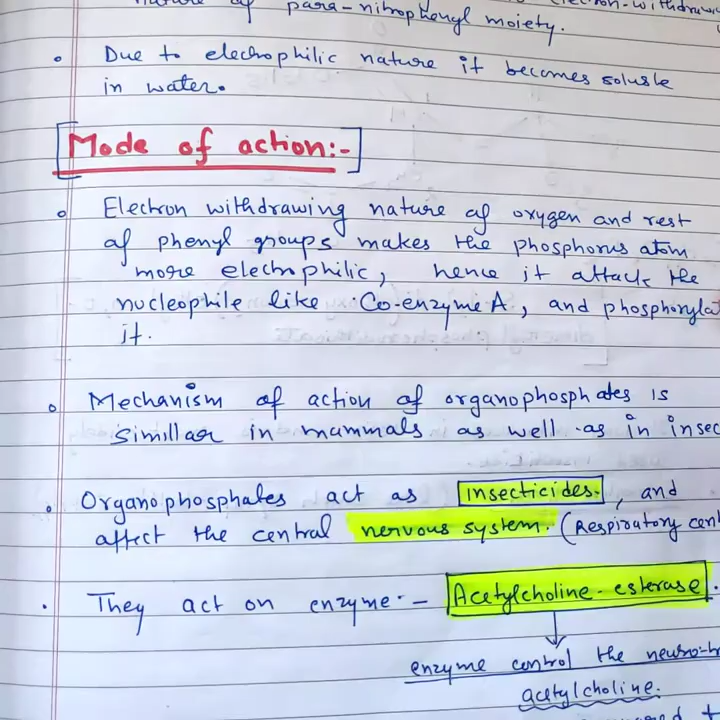 nature of para-nitrophenyl moiety.
Due to electrophilic nature it becomes soluble
in water.
Mode of action:-
Electron withdrawing nature of oxygen and rest
of phenyl groups makes the phosphorus atom
more electrophilic, hence it attack the
nucleophile like Co-enzyme A, and phosphoryla
it.
Mechanism of action of organophosphates is
simillar in mammals as well as in insec
Organophosphates act as insecticides, and
affect the central nervous system. (Respiratory cent
They act on enzyme - Acetylcholine-esterase.
enzyme control the neuro-tr
acetylcholine.